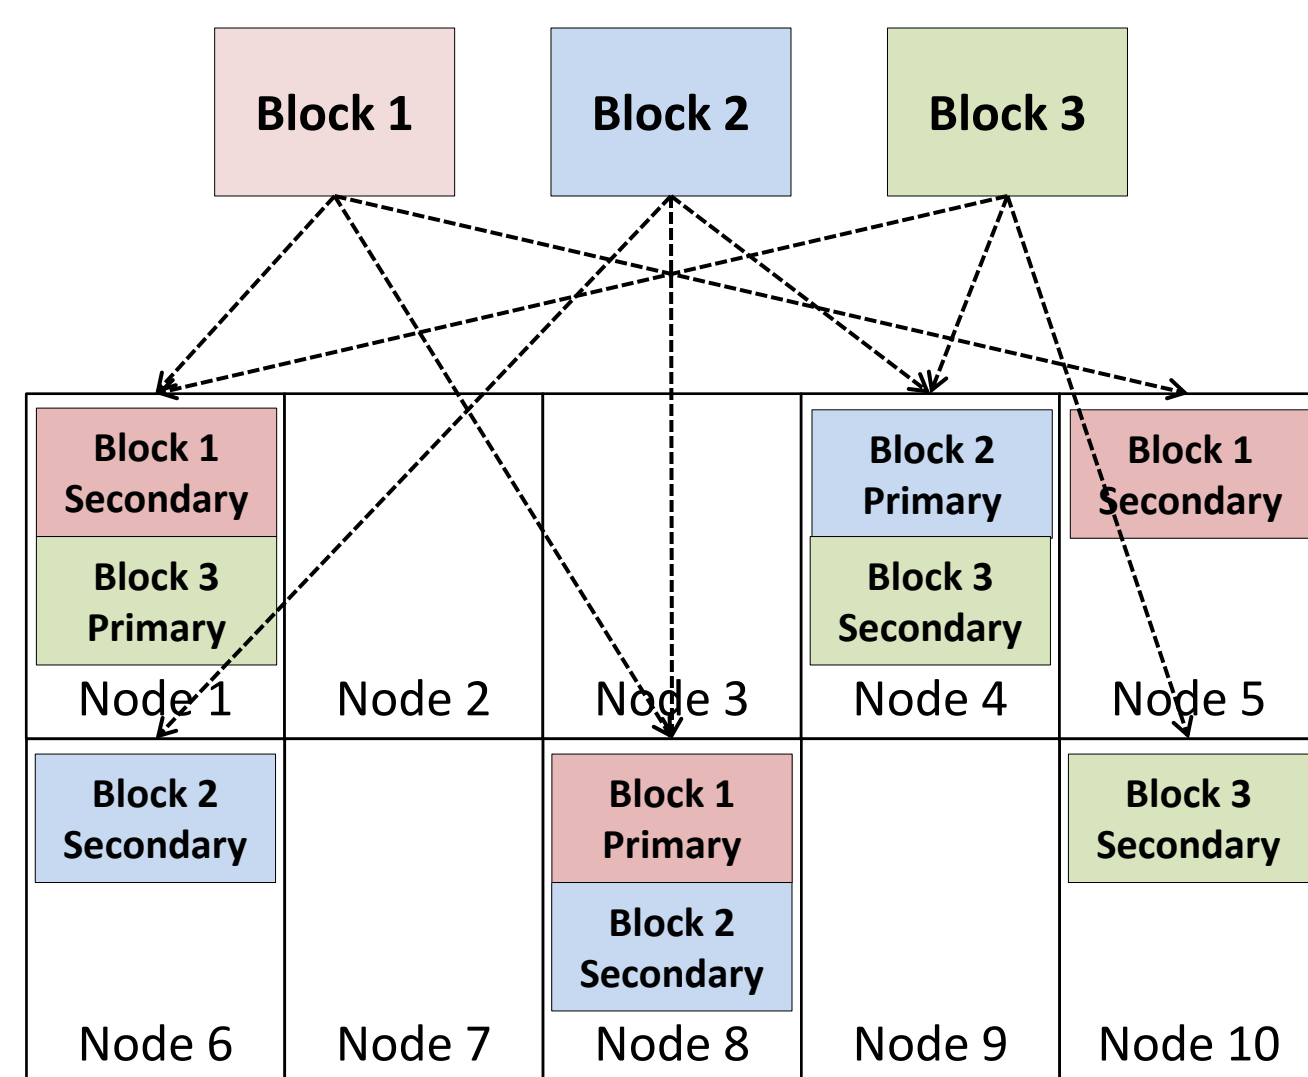 Block 1
Block 2
Block 3
Block 1
Secondary
Block 3
Primary
Node 1
Node 2
Node 3
Block 2
Primary
Block 3
Secondary
Node 4
Block 1
Secondary
Node 5
Block 2
Secondary
Node 6
Node 7
Block 1
Primary
Block 2
Secondary
Node 8
Node 9
Block 3
Secondary
Node 10